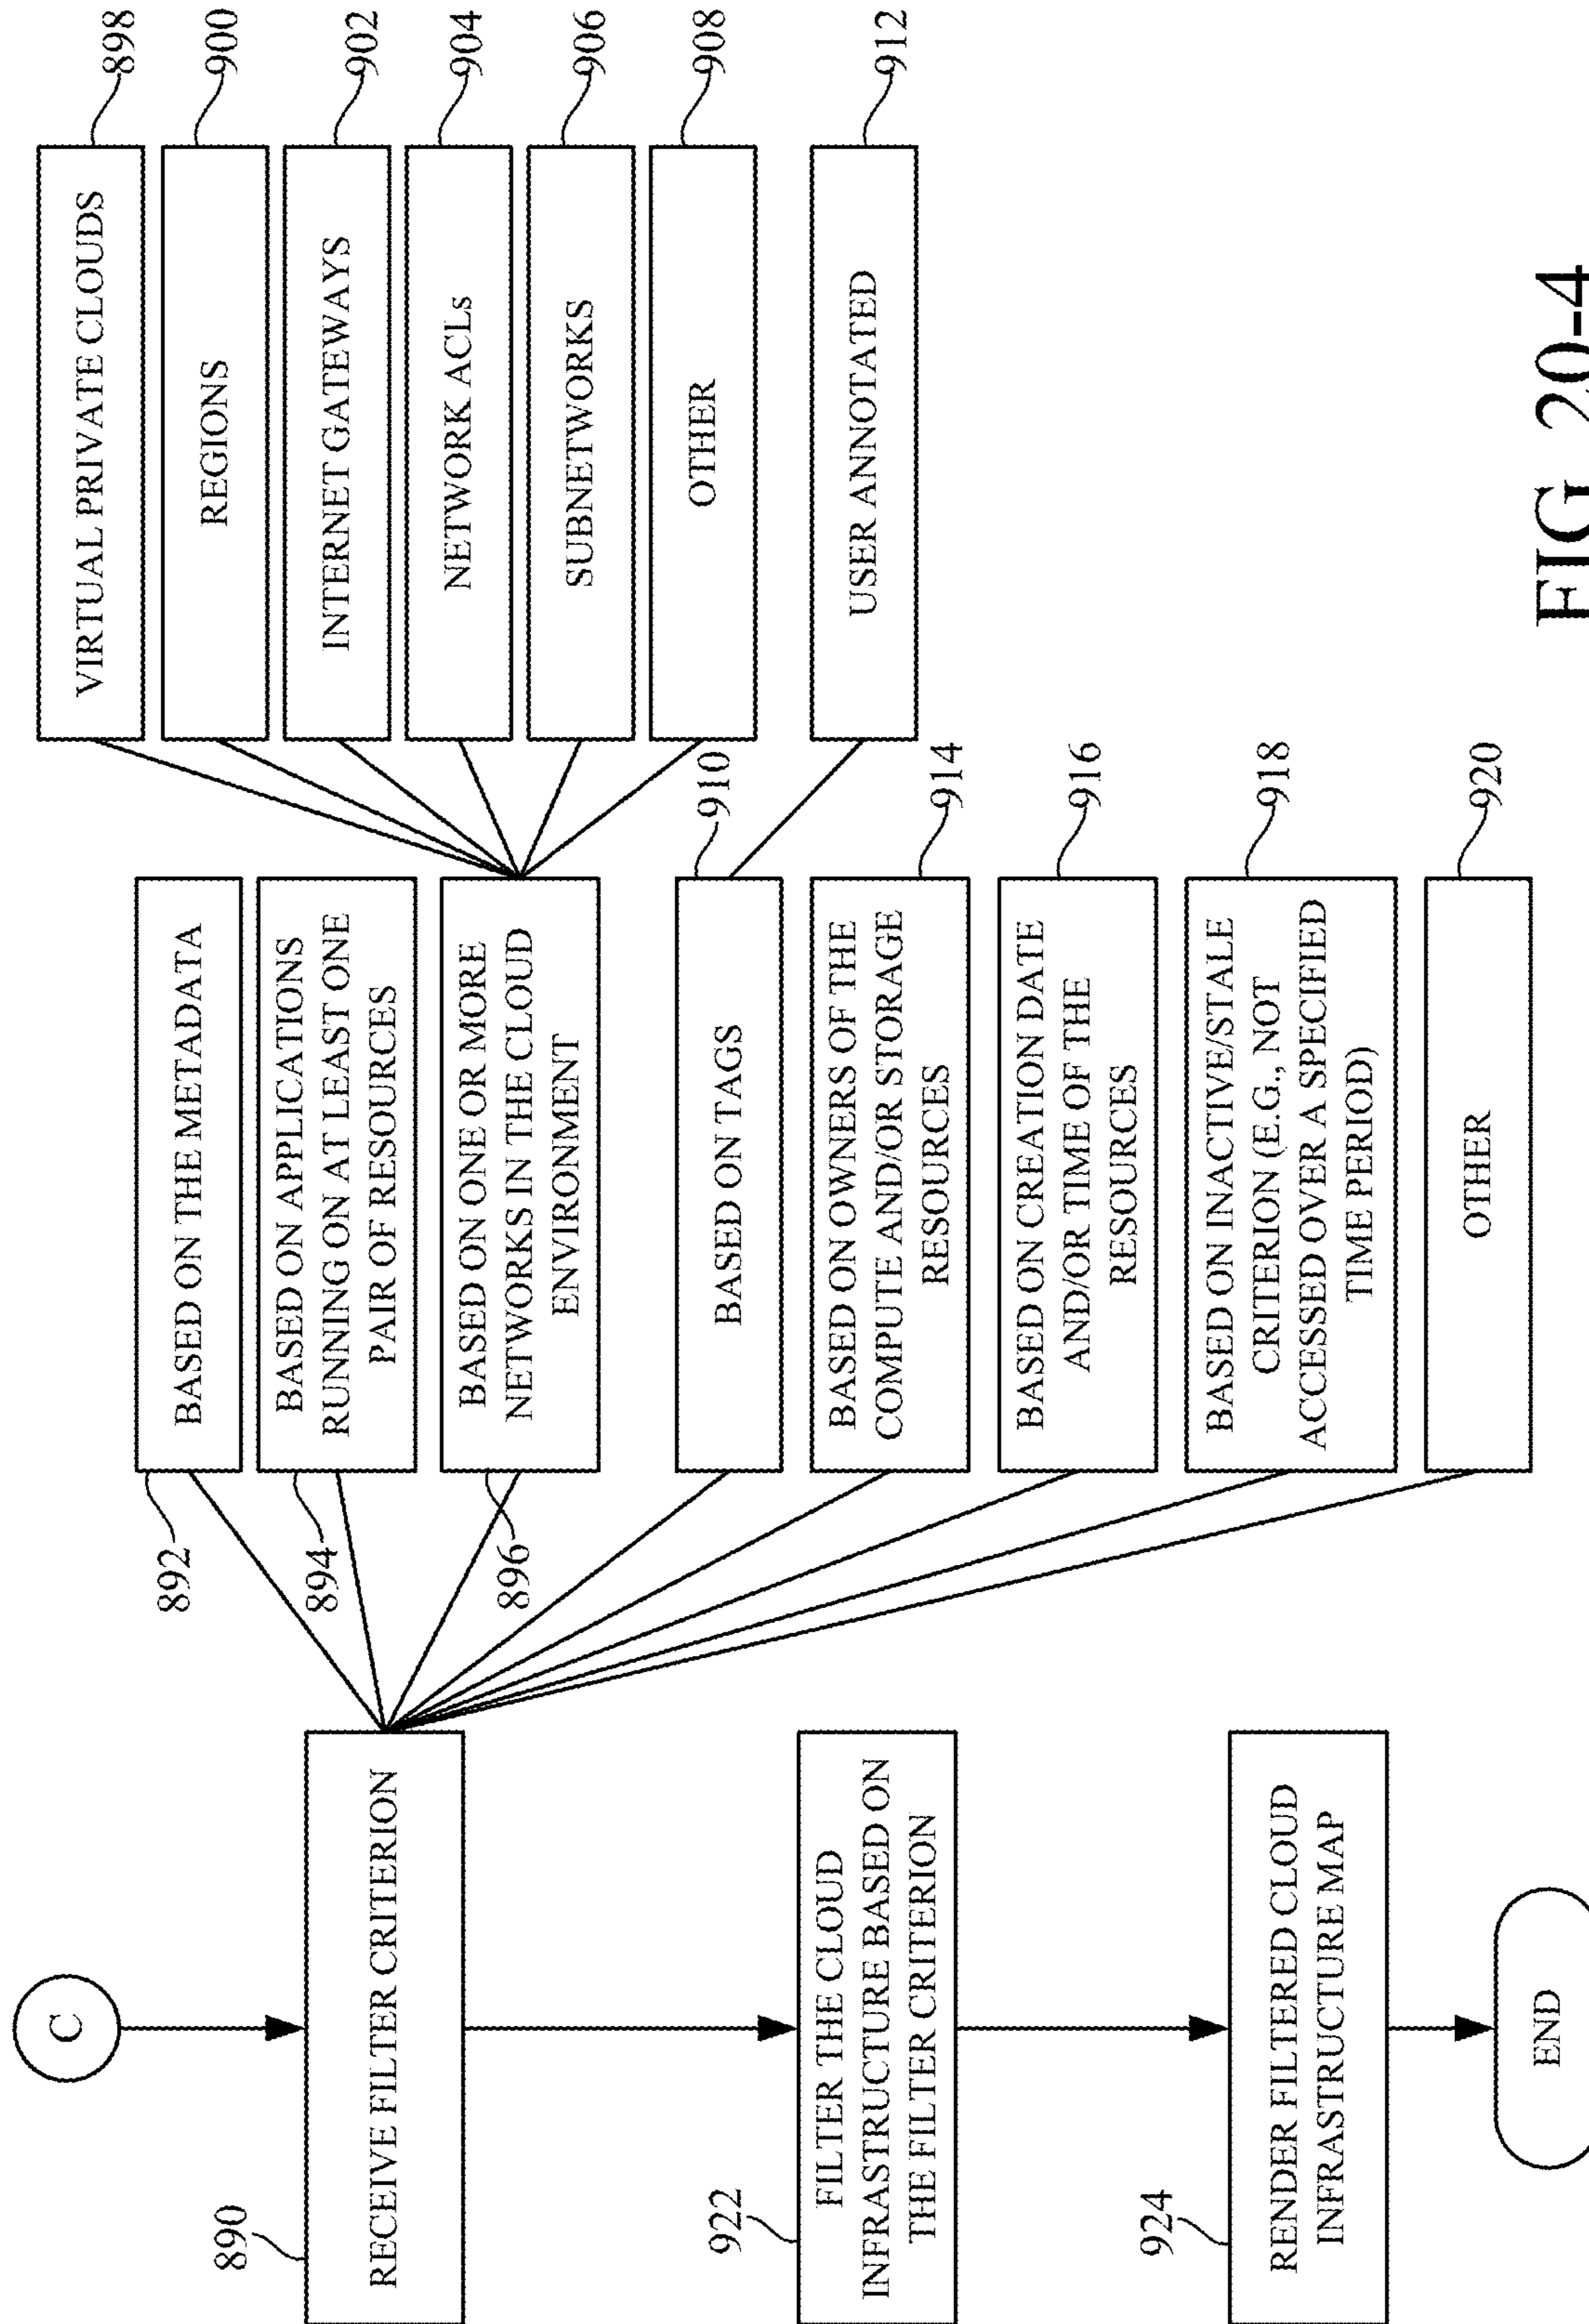 C
890
RECEIVE FILTER CRITERION
892
BASED ON THE METADATA
894
BASED ON APPLICATIONS
RUNNING ON AT LEAST ONE
PAIR OF RESOURCES
896
BASED ON ONE OR MORE
NETWORKS IN THE CLOUD
ENVIRONMENT
VIRTUAL PRIVATE CLOUDS
898
REGIONS
900
INTERNET GATEWAYS
902
NETWORK ACLs
904
SUBNETWORKS
906
OTHER
908
BASED ON TAGS
910
USER ANNOTATED
912
BASED ON OWNERS OF THE
COMPUTE AND/OR STORAGE
RESOURCES
914
BASED ON CREATION DATE
AND/OR TIME OF THE
RESOURCES
916
BASED ON INACTIVE/STALE
CRITERION (E.G., NOT
ACCESSED OVER A SPECIFIED
TIME PERIOD)
918
OTHER
920
922
FILTER THE CLOUD
INFRASTRUCTURE BASED ON
THE FILTER CRITERION
924
RENDER FILTERED CLOUD
INFRASTRUCTURE MAP
END
FIG. 20-4